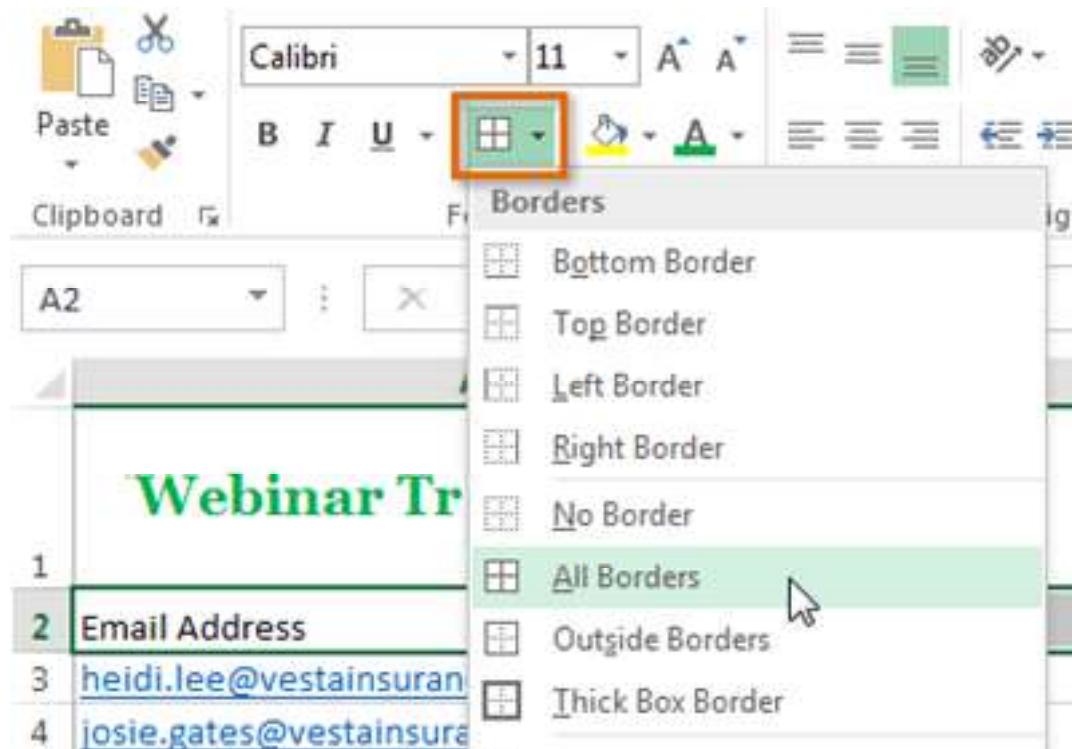 Calibri 11 A A ab
Paste B I U A
Clipboard
Borders
Bottom Border
A2
Top Border
Left Border
Right Border
Webinar Tr
No Border
1
All Borders
2 Email Address
Outside Borders
3 heidi.lee@vestainsuran
Thick Box Border
4 josie.gates@vestainsura